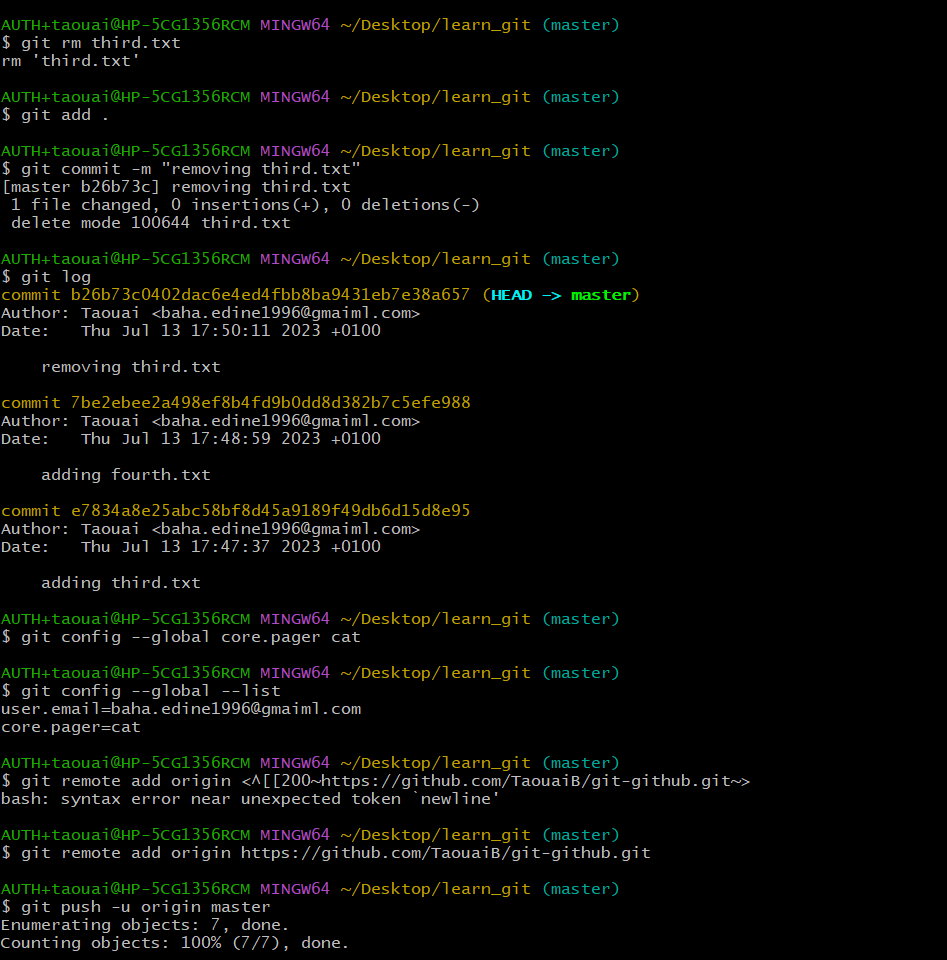 AUTH+taouai@HP-5CG1356RCM MINGW64 ~/Desktop/learn_git (master)
$ git rm third.txt
rm 'third.txt'
AUTH+taouai@HP-5CG1356RCM MINGW64 ~/Desktop/learn_git (master)
$ git add .
AUTH+taouai@HP-5CG1356RCM MINGW64 ~/Desktop/learn_git (master)
$ git commit -m "removing third.txt"
[master b26b73c] removing third.txt
 1 file changed, 0 insertions(+), 0 deletions(-)
 delete mode 100644 third.txt
AUTH+taouai@HP-5CG1356RCM MINGW64 ~/Desktop/learn_git (master)
$ git log
commit b26b73c0402dac6e4ed4fbb8ba9431eb7e38a657 (HEAD -> master)
Author: Taouai <baha.edine1996@gmaiml.com>
Date:   Thu Jul 13 17:50:11 2023 +0100
    removing third.txt
commit 7be2ebee2a498ef8b4fd9b0dd8d382b7c5efe988
Author: Taouai <baha.edine1996@gmaiml.com>
Date:   Thu Jul 13 17:48:59 2023 +0100
    adding fourth.txt
commit e7834a8e25abc58bf8d45a9189f49db6d15d8e95
Author: Taouai <baha.edine1996@gmaiml.com>
Date:   Thu Jul 13 17:47:37 2023 +0100
    adding third.txt
AUTH+taouai@HP-5CG1356RCM MINGW64 ~/Desktop/learn_git (master)
$ git config --global core.pager cat
AUTH+taouai@HP-5CG1356RCM MINGW64 ~/Desktop/learn_git (master)
$ git config --global --list
user.email=baha.edine1996@gmaiml.com
core.pager=cat
AUTH+taouai@HP-5CG1356RCM MINGW64 ~/Desktop/learn_git (master)
$ git remote add origin <^[[200~https://github.com/TaouaiB/git-github.git~>
bash: syntax error near unexpected token `newline'
AUTH+taouai@HP-5CG1356RCM MINGW64 ~/Desktop/learn_git (master)
$ git remote add origin https://github.com/TaouaiB/git-github.git
AUTH+taouai@HP-5CG1356RCM MINGW64 ~/Desktop/learn_git (master)
$ git push -u origin master
Enumerating objects: 7, done.
Counting objects: 100% (7/7), done.